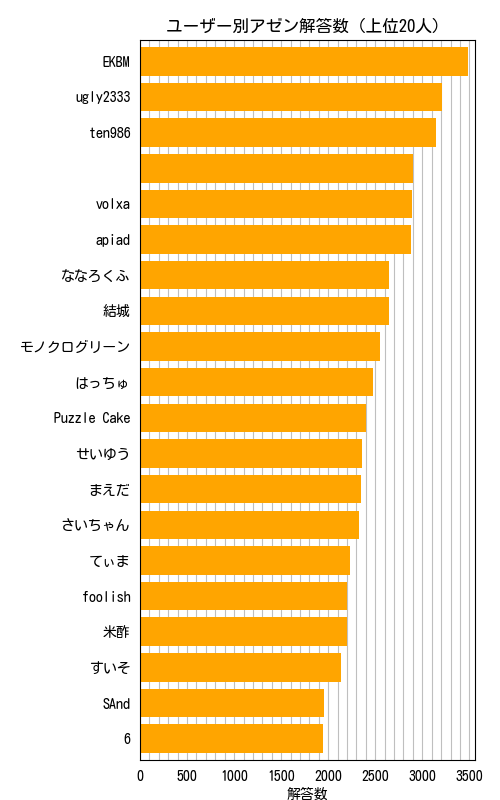 ユーザー別アゼン解答数 (上位20人)
EKBM
ugly2333
ten986
volxa
apiad
ななろくふ
結城
モノクログリーン
はっちゅ
Puzzle Cake
せいゆう
まえだ
さいちゃん
てぃま
foolish
米酢
すいそ
SAnd
6
0 500 1000 1500 2000 2500 3000 3500
解答数